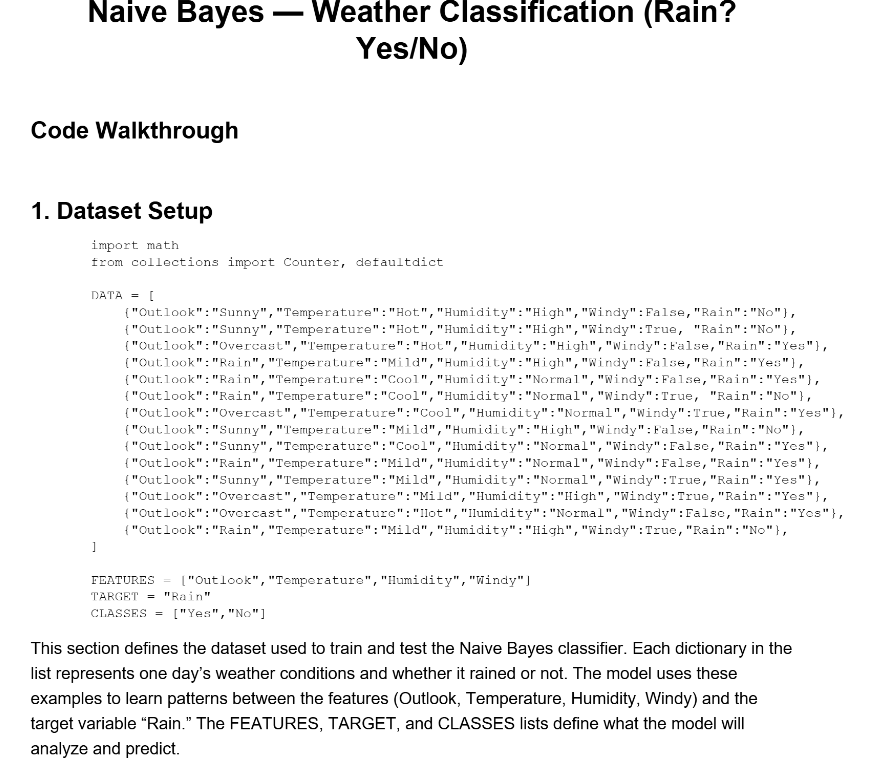 Naive Bayes — Weather Classification (Rain?
Yes/No)
Code Walkthrough
1. Dataset Setup
import math
from collections import Counter, defaultdict
DATA = [
{"Outlook":"Sunny","Temperature":"Hot","Humidity":"High","Windy":False,"Rain":"No"},
{"Outlook":"Sunny","Temperature":"Hot","Humidity":"High","Windy":True, "Rain":"No"},
{"Outlook":"Overcast","Temperature":"Hot","Humidity":"High","Windy":False,"Rain":"Yes"},
{"Outlook":"Rain","Temperature":"Mild","Humidity":"High","Windy":False,"Rain":"Yes"},
{"Outlook":"Rain","Temperature":"Cool","Humidity":"Normal","Windy":False,"Rain":"Yes"},
{"Outlook":"Rain","Temperature":"Cool","Humidity":"Normal","Windy":True, "Rain":"No"},
{"Outlook":"Overcast","Temperature":"Cool","Humidity":"Normal","Windy":True,"Rain":"Yes"},
{"Outlook":"Sunny","Temperature":"Mild","Humidity":"High","Windy":False,"Rain":"No"},
{"Outlook":"Sunny","Temperature":"Cool","Humidity":"Normal","Windy":False,"Rain":"Yes"},
{"Outlook":"Rain","Temperature":"Mild","Humidity":"Normal","Windy":False,"Rain":"Yes"},
{"Outlook":"Sunny","Temperature":"Mild","Humidity":"Normal","Windy":True,"Rain":"Yes"},
{"Outlook":"Overcast","Temperature":"Mild","Humidity":"High","Windy":True,"Rain":"Yes"},
{"Outlook":"Overcast","Temperature":"Hot","Humidity":"Normal","Windy":False,"Rain":"Yes"},
{"Outlook":"Rain","Temperature":"Mild","Humidity":"High","Windy":True,"Rain":"No"},
]
FEATURES = ["Outlook","Temperature","Humidity","Windy"]
TARGET = "Rain"
CLASSES = ["Yes","No"]
This section defines the dataset used to train and test the Naive Bayes classifier. Each dictionary in the
list represents one day’s weather conditions and whether it rained or not. The model uses these
examples to learn patterns between the features (Outlook, Temperature, Humidity, Windy) and the
target variable “Rain.” The FEATURES, TARGET, and CLASSES lists define what the model will
analyze and predict.